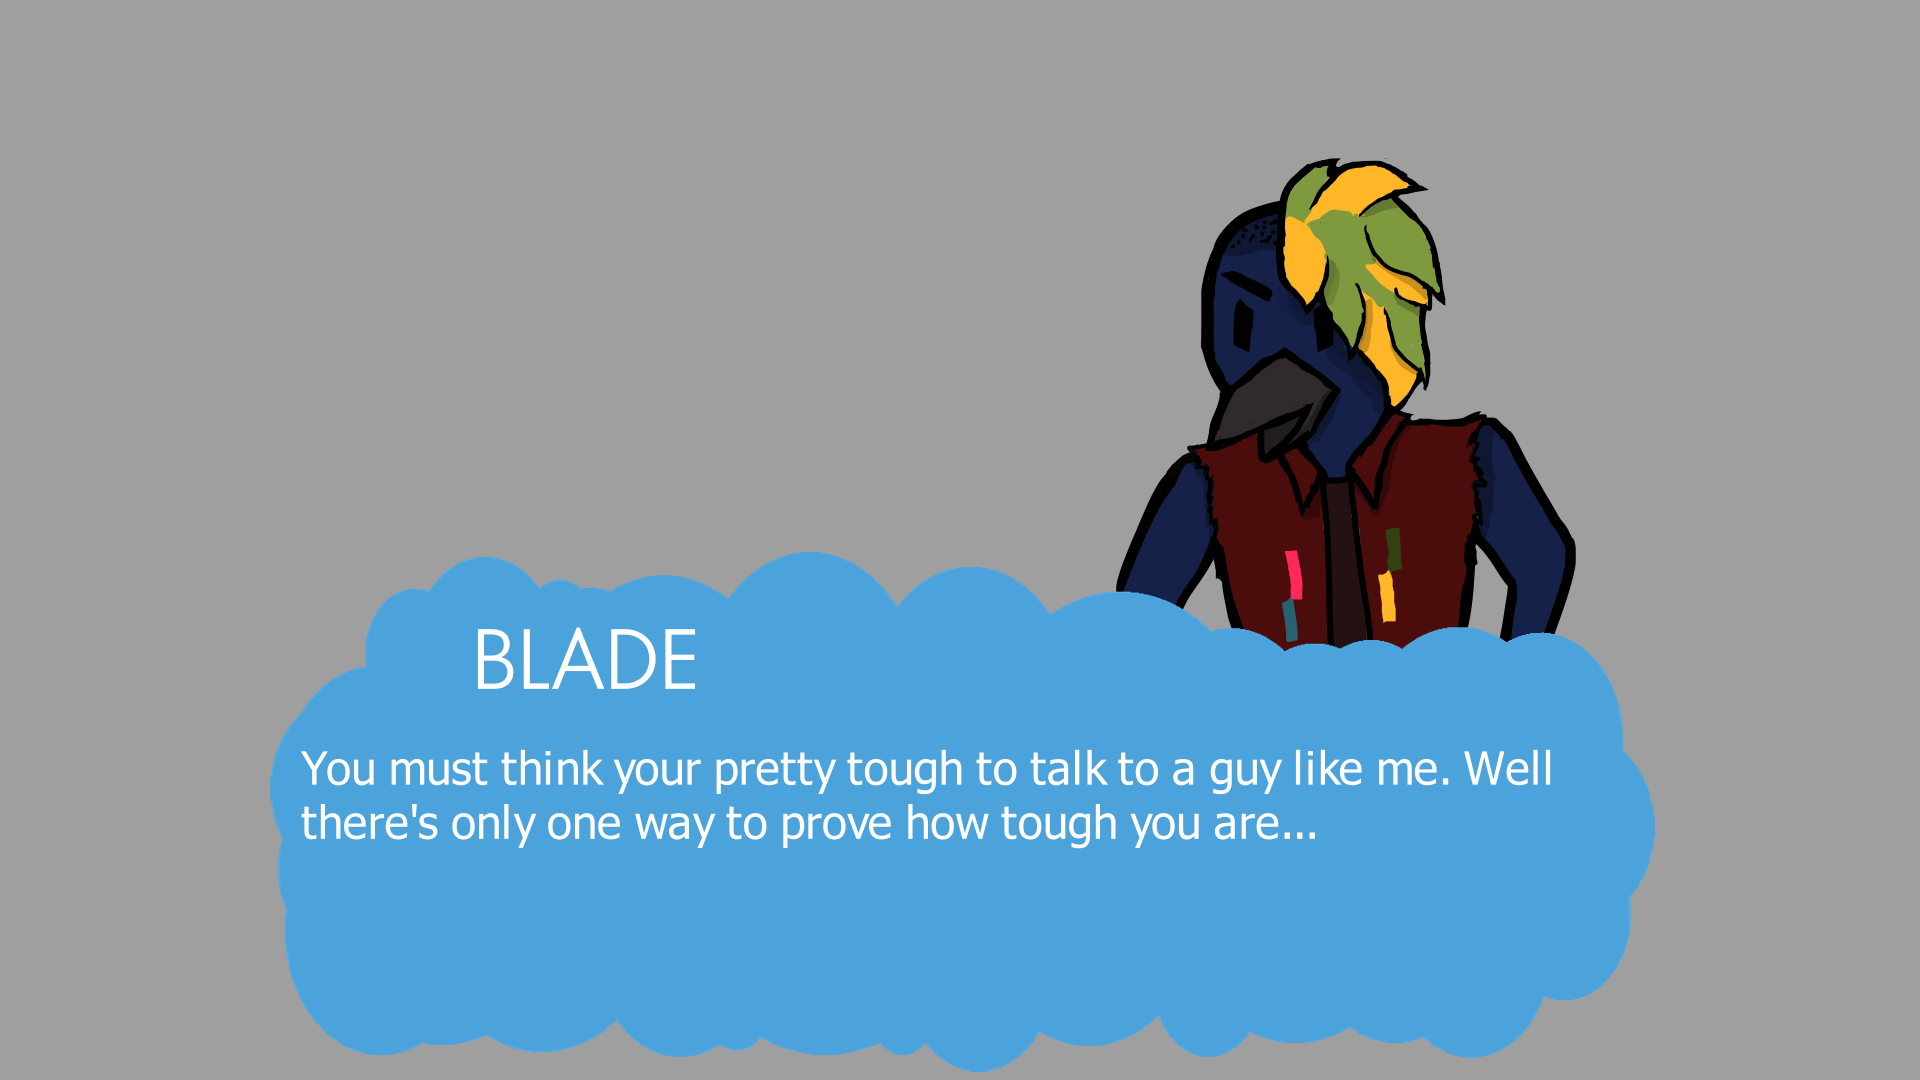 BLADE
You must think your pretty tough to talk to a guy like me. Well
there's only one way to prove how tough you are...